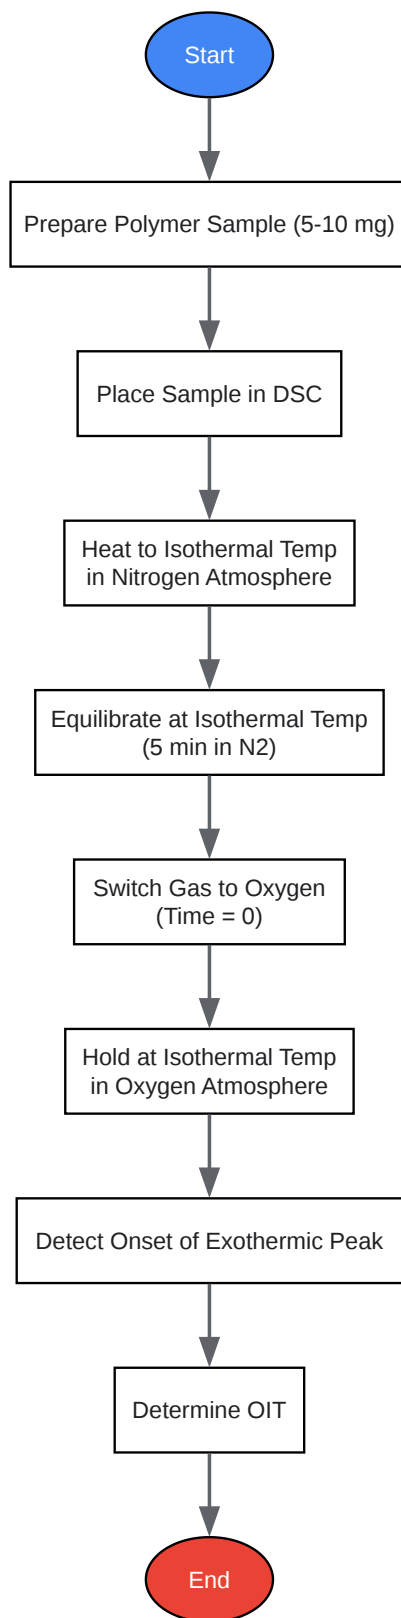 Start
Prepare Polymer Sample (5-10 mg)
Place Sample in DSC
Heat to Isothermal Temp
in Nitrogen Atmosphere
Equilibrate at Isothermal Temp
(5 min in N2)
Switch Gas to Oxygen
(Time = 0)
Hold at Isothermal Temp
in Oxygen Atmosphere
Detect Onset of Exothermic Peak
Determine OIT
End